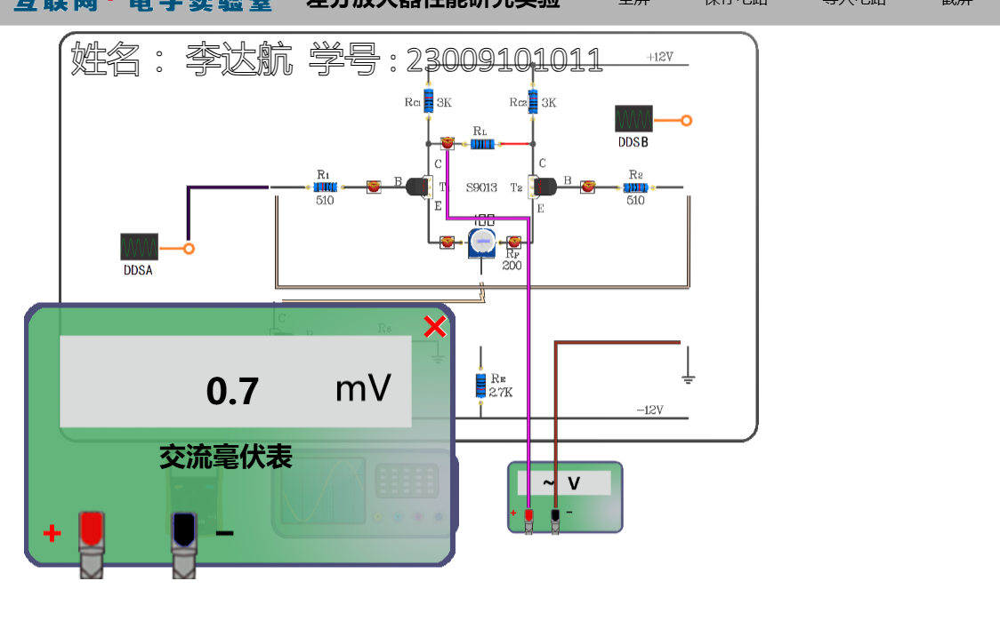 互联网·电子实验室 差分放大器性能研究实验 全屏 保存电路 导入电路 截屏
姓名： 李达航 学号：23009101011
+12V
RC1 3K RC2 3K
DDSB
RL
C C
R1 B T1 S9013 T2 B R2
510 510
E E
100
RP
200
DDSA
C
B R6
0.7 mV
RE
2.7K
-12V
交流毫伏表
~ V
+ -
+ -